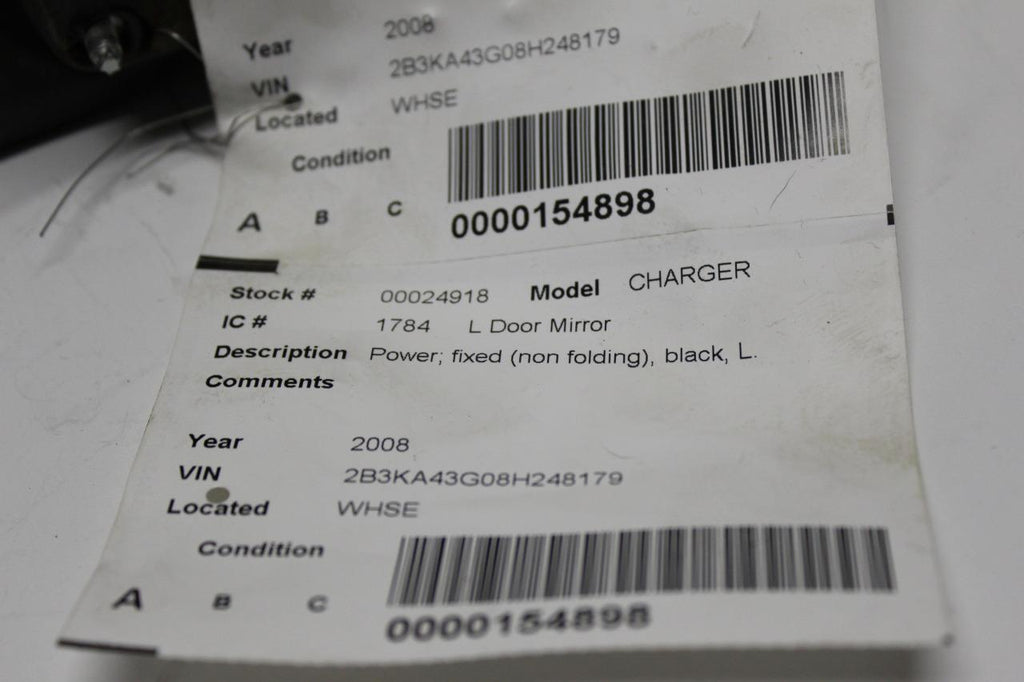 Year 2008
VIN 2B3KA43G08H248179
Located WHSE
Condition
A B C
0000154898
Stock # 00024918 Model CHARGER
IC # 1784 L Door Mirror
Description Power; fixed (non folding), black, L.
Comments
Year 2008
VIN 2B3KA43G08H248179
Located WHSE
Condition
A B C
0000154898